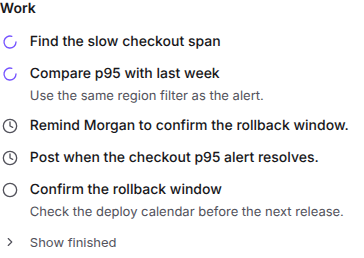 Work
Find the slow checkout span
Compare p95 with last week
Use the same region filter as the alert.
Remind Morgan to confirm the rollback window.
Post when the checkout p95 alert resolves.
Confirm the rollback window
Check the deploy calendar before the next release.
Show finished